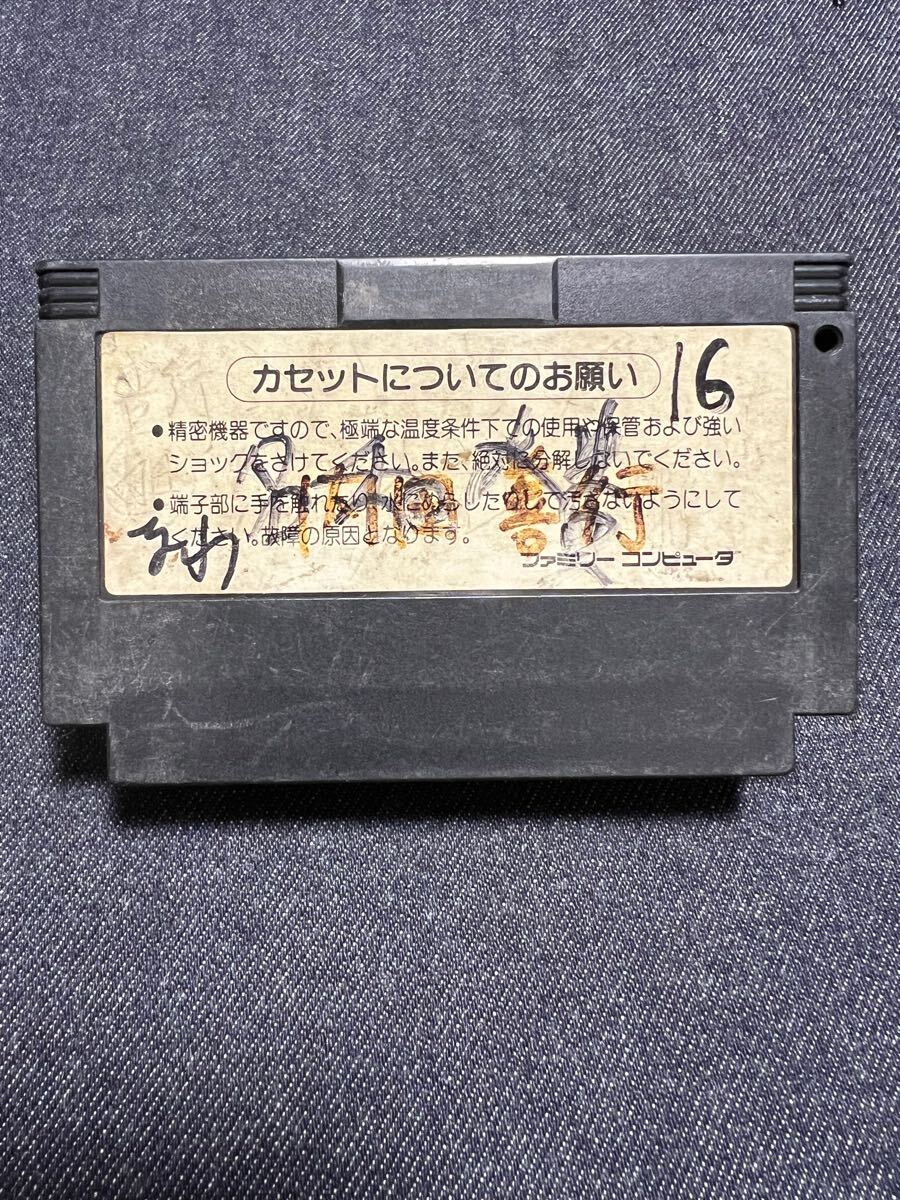 カセットについてのお願い
16
●精密機器ですので、極端な温度条件下での使用や保管および強い
ショックをさけてください。また、絶対に分解しないでください。
●端子部に手を触れたり、水にぬらしたりして汚さないようにして
ください。故障の原因となります。
ファミリー コンピュータ